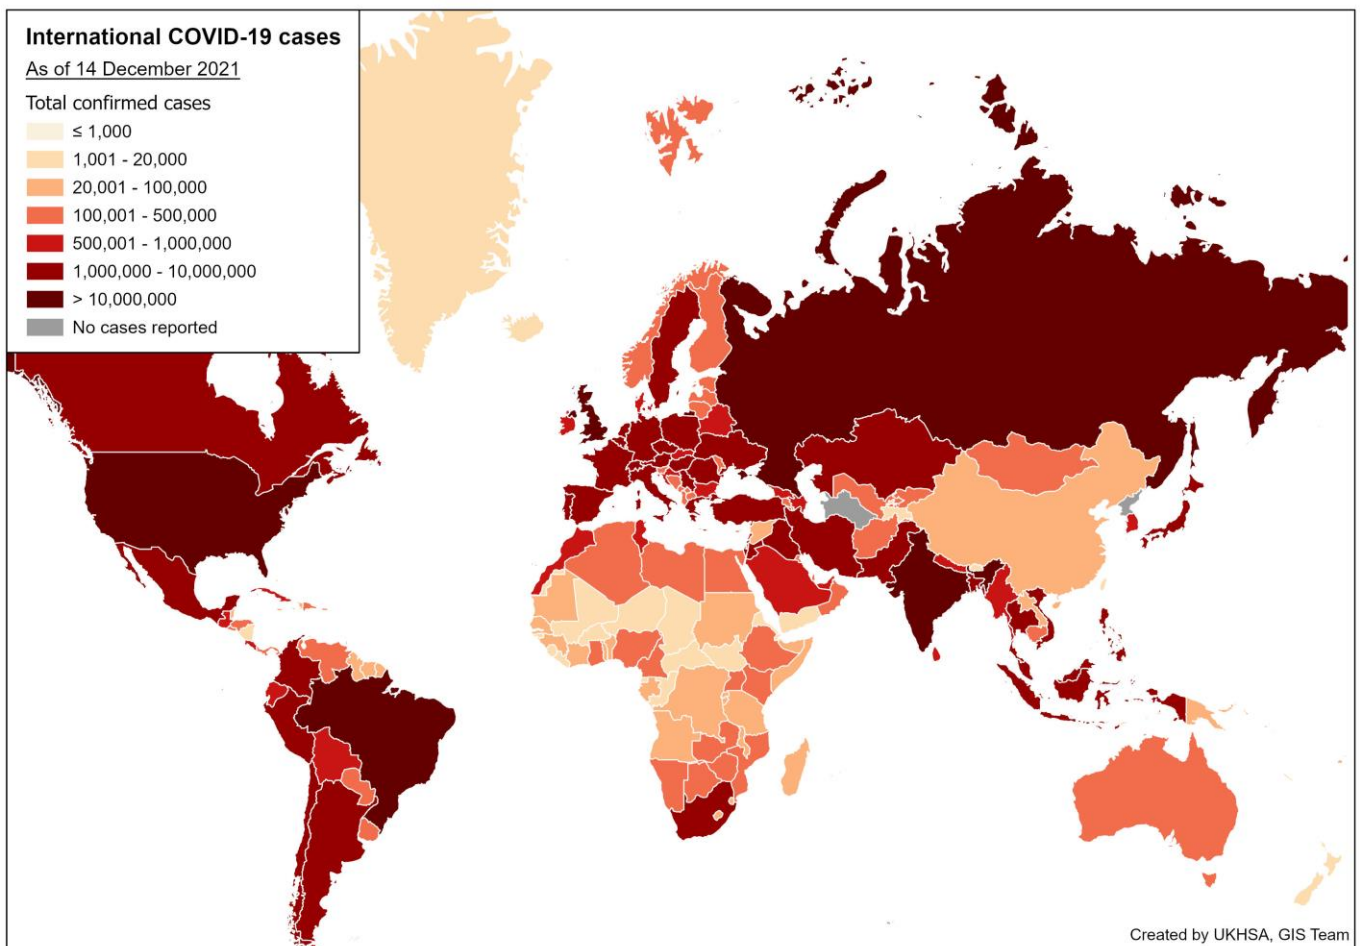 International COVID-19 cases
As of 14 December 2021
Total confirmed cases
≤ 1,000
1,001 - 20,000
20,001 - 100,000
100,001 - 500,000
500,001 - 1,000,000
1,000,000 - 10,000,000
> 10,000,000
No cases reported
Created by UKHSA, GIS Team